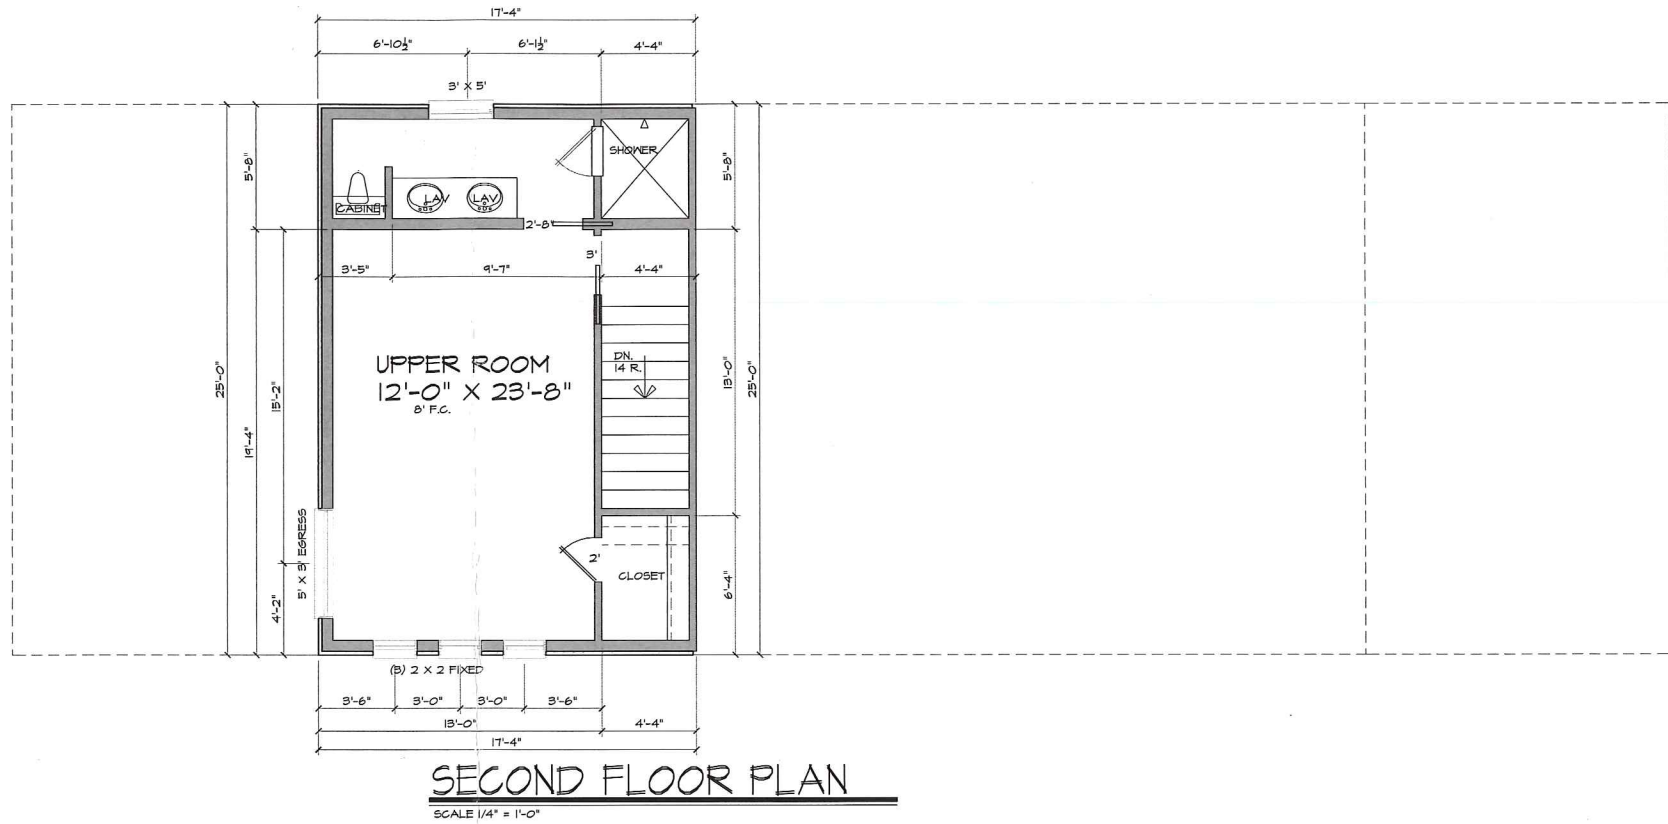 17'-4"
6'-10½" 6'-1½" 4'-4"
3' X 5'
5'-8" 5'-8"
SHOWER
LAV LAV
CABINET
2'-8"
3'
3'-5" 9'-7" 4'-4"
UPPER ROOM
12'-0" X 23'-8"
8' F.C.
DN.
14 R.
25'-0"
19'-4"
15'-2"
13'-0"
25'-0"
5' X 3' EGRESS
4'-2"
2'
CLOSET
6'-4"
(3) 2 X 2 FIXED
3'-6" 3'-0" 3'-0" 3'-6"
13'-0" 4'-4"
17'-4"
SECOND FLOOR PLAN
SCALE 1/4" = 1'-0"